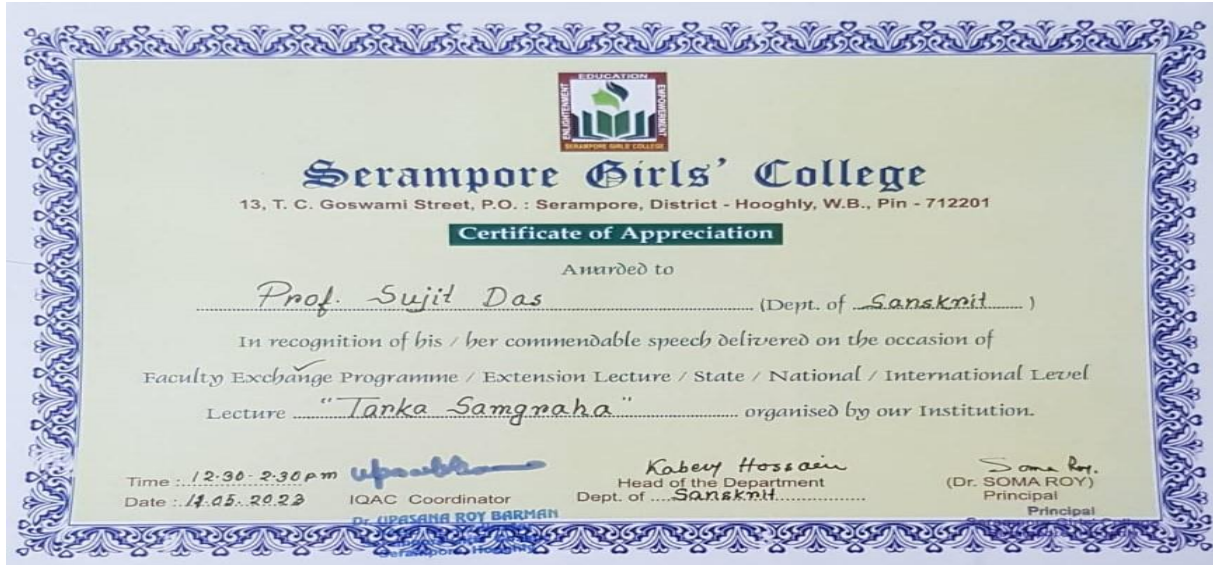 EDUCATION
ENLIGHTENMENT
EMPOWERMENT
SERAMPORE GIRLS' COLLEGE
Serampore Girls' College
13, T. C. Goswami Street, P.O. : Serampore, District - Hooghly, W.B., Pin - 712201
Certificate of Appreciation
Awarded to
Prof. Sujit Das (Dept. of Sanskrit )
In recognition of his / her commendable speech delivered on the occasion of
Faculty Exchange Programme / Extension Lecture / State / National / International Level
Lecture "Tarka Samgraha" organised by our Institution.
Time : 12-30- 2-30 pm
Date : .05.2023
IQAC Coordinator
Dr. UPASANA ROY BARMAN
Serampore, Hooghly
Kabery Hossain
Head of the Department
Dept. of Sanskrit
Soma Roy.
(Dr. SOMA ROY)
Principal
Principal